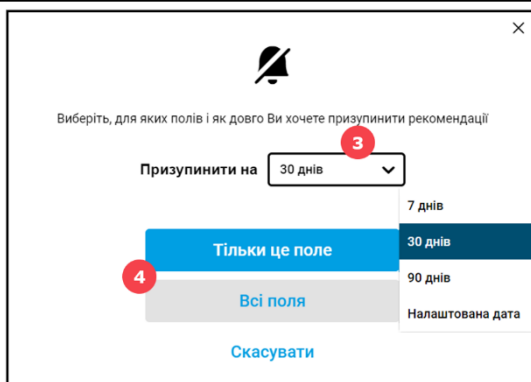 Виберіть, для яких полів і як довго Ви хочете призупинити рекомендації
3
Призупинити на 30 днів
7 днів
30 днів
90 днів
Налаштована дата
Тільки це поле
4
Всі поля
Скасувати